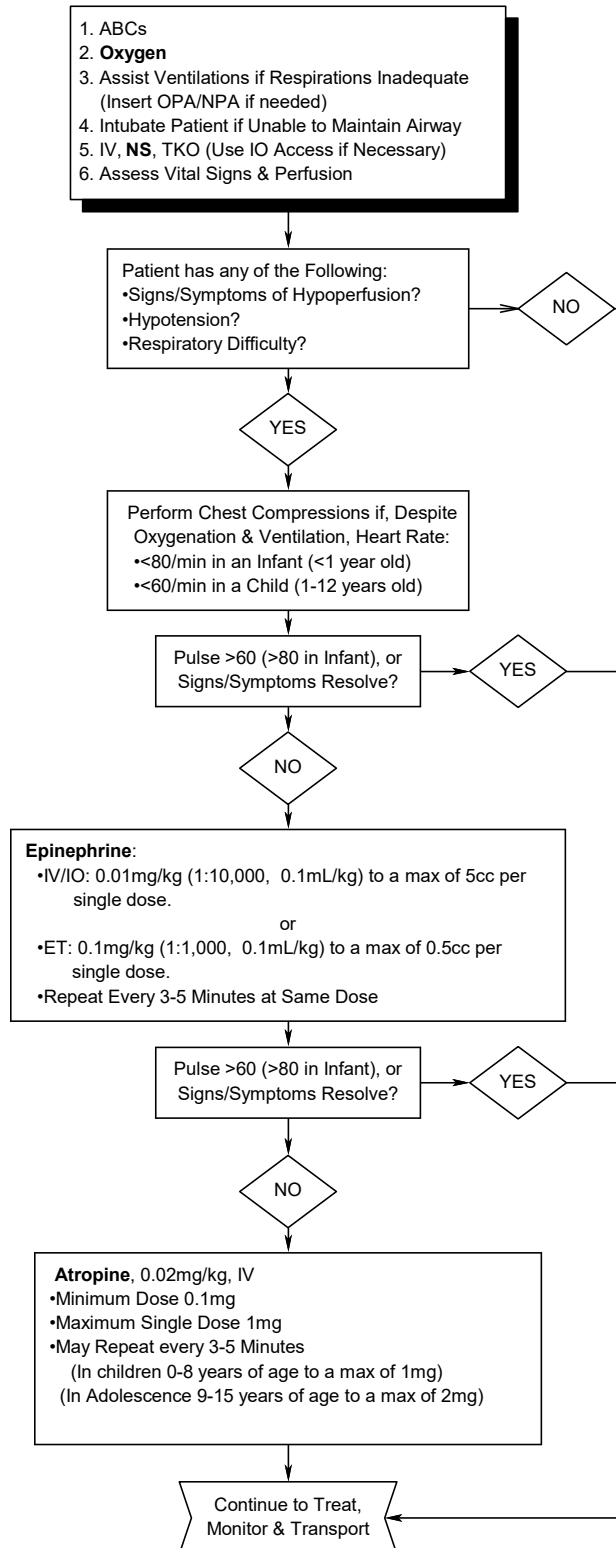 1. ABCs
2. Oxygen
3. Assist Ventilations if Respirations Inadequate
(Insert OPA/NPA if needed)
4. Intubate Patient if Unable to Maintain Airway
5. IV, NS, TKO (Use IO Access if Necessary)
6. Assess Vital Signs & Perfusion
Patient has any of the Following:
•Signs/Symptoms of Hypoperfusion?
•Hypotension?
•Respiratory Difficulty?
NO
YES
Perform Chest Compressions if, Despite
Oxygenation & Ventilation, Heart Rate:
•<80/min in an Infant (<1 year old)
•<60/min in a Child (1-12 years old)
Pulse >60 (>80 in Infant), or
Signs/Symptoms Resolve?
YES
NO
Epinephrine:
•IV/IO: 0.01mg/kg (1:10,000, 0.1mL/kg) to a max of 5cc per
single dose.
or
•ET: 0.1mg/kg (1:1,000, 0.1mL/kg) to a max of 0.5cc per
single dose.
•Repeat Every 3-5 Minutes at Same Dose
Pulse >60 (>80 in Infant), or
Signs/Symptoms Resolve?
YES
NO
Atropine, 0.02mg/kg, IV
•Minimum Dose 0.1mg
•Maximum Single Dose 1mg
•May Repeat every 3-5 Minutes
(In children 0-8 years of age to a max of 1mg)
(In Adolescence 9-15 years of age to a max of 2mg)
Continue to Treat,
Monitor & Transport